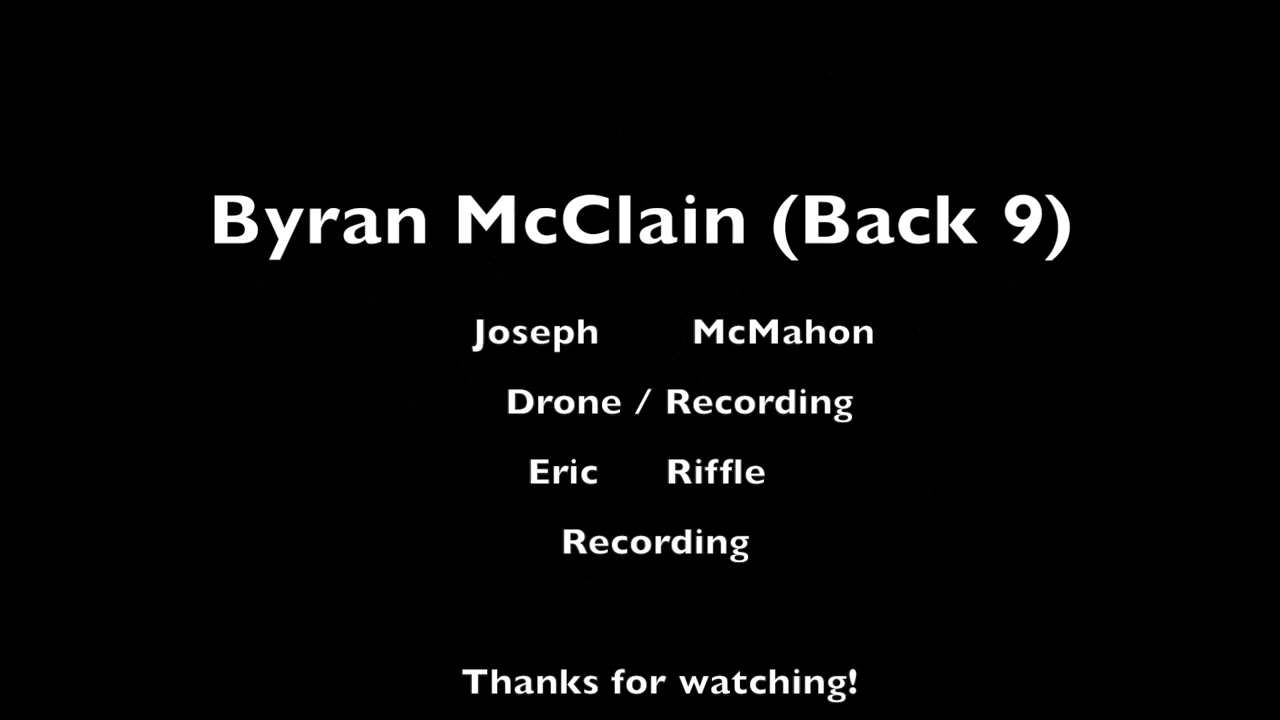 Byran McClain (Back 9)
Joseph McMahon
Drone / Recording
Eric Riffle
Recording
Thanks for watching!